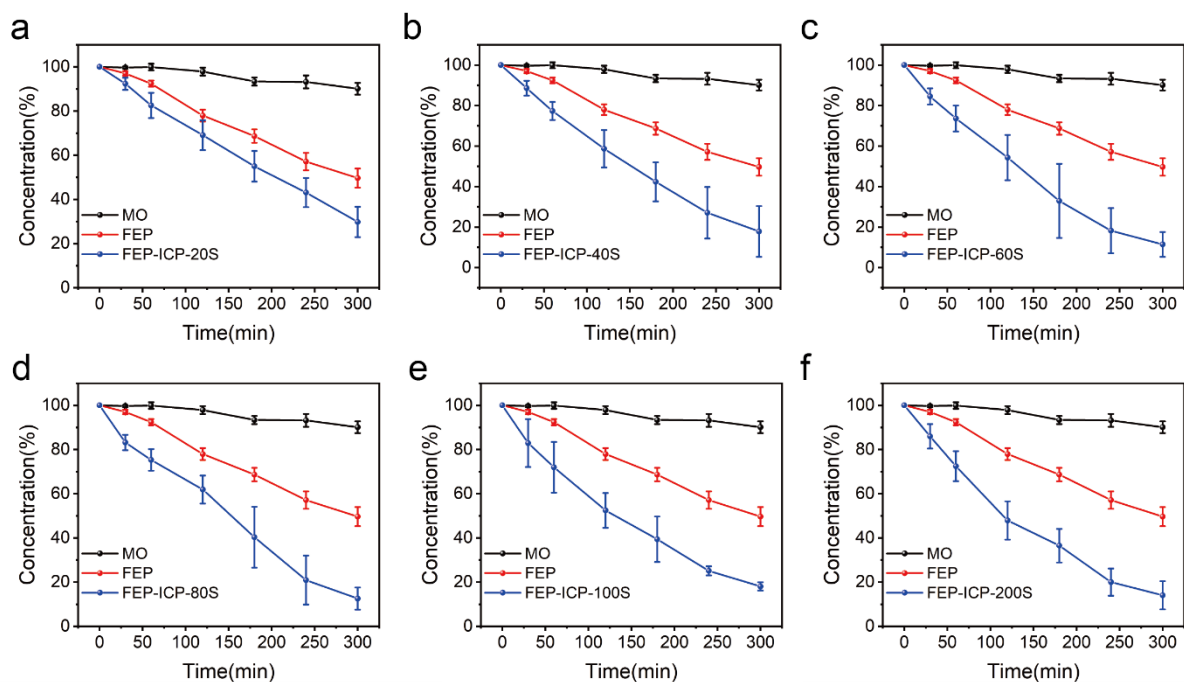 a
Concentration(%)
100
80
60
40
20
0
MO
FEP
FEP-ICP-20S
0 50 100 150 200 250 300
Time(min)
b
Concentration(%)
100
80
60
40
20
0
MO
FEP
FEP-ICP-40S
0 50 100 150 200 250 300
Time(min)
c
Concentration(%)
100
80
60
40
20
0
MO
FEP
FEP-ICP-60S
0 50 100 150 200 250 300
Time(min)
d
Concentration(%)
100
80
60
40
20
0
MO
FEP
FEP-ICP-80S
0 50 100 150 200 250 300
Time(min)
e
Concentration(%)
100
80
60
40
20
0
MO
FEP
FEP-ICP-100S
0 50 100 150 200 250 300
Time(min)
f
Concentration(%)
100
80
60
40
20
0
MO
FEP
FEP-ICP-200S
0 50 100 150 200 250 300
Time(min)